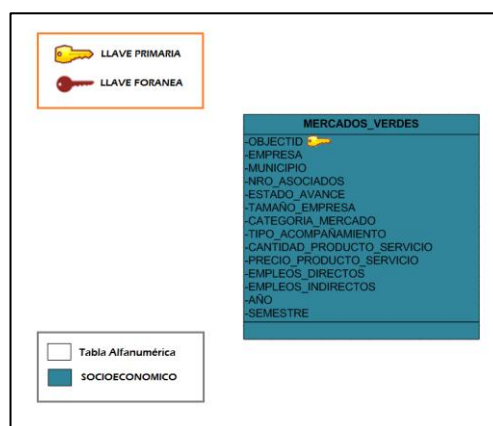 LLAVE PRIMARIA
LLAVE FORANEA
MERCADOS_VERDES
-OBJECTID
-EMPRESA
-MUNICIPIO
-NRO_ASOCIADOS
-ESTADO_AVANCE
-TAMAÑO_EMPRESA
-CATEGORIA_MERCADO
-TIPO_ACOMPAÑAMIENTO
-CANTIDAD_PRODUCTO_SERVICIO
-PRECIO_PRODUCTO_SERVICIO
-EMPLEOS_DIRECTOS
-EMPLEOS_INDIRECTOS
-AÑO
-SEMESTRE
Tabla Alfanumérica
SOCIOECONOMICO